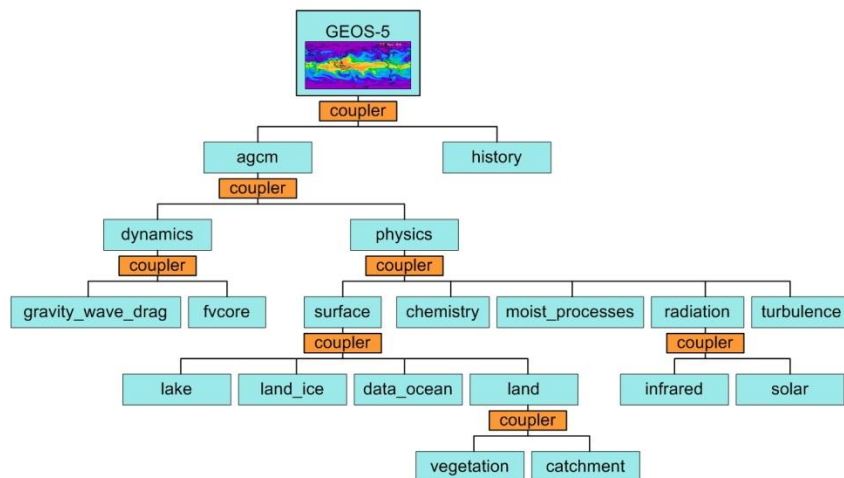 GEOS-5
coupler
agcm history
coupler
dynamics physics
coupler coupler
gravity_wave_drag fvcore surface chemistry moist_processes radiation turbulence
coupler coupler
lake land_ice data_ocean land infrared solar
coupler
vegetation catchment